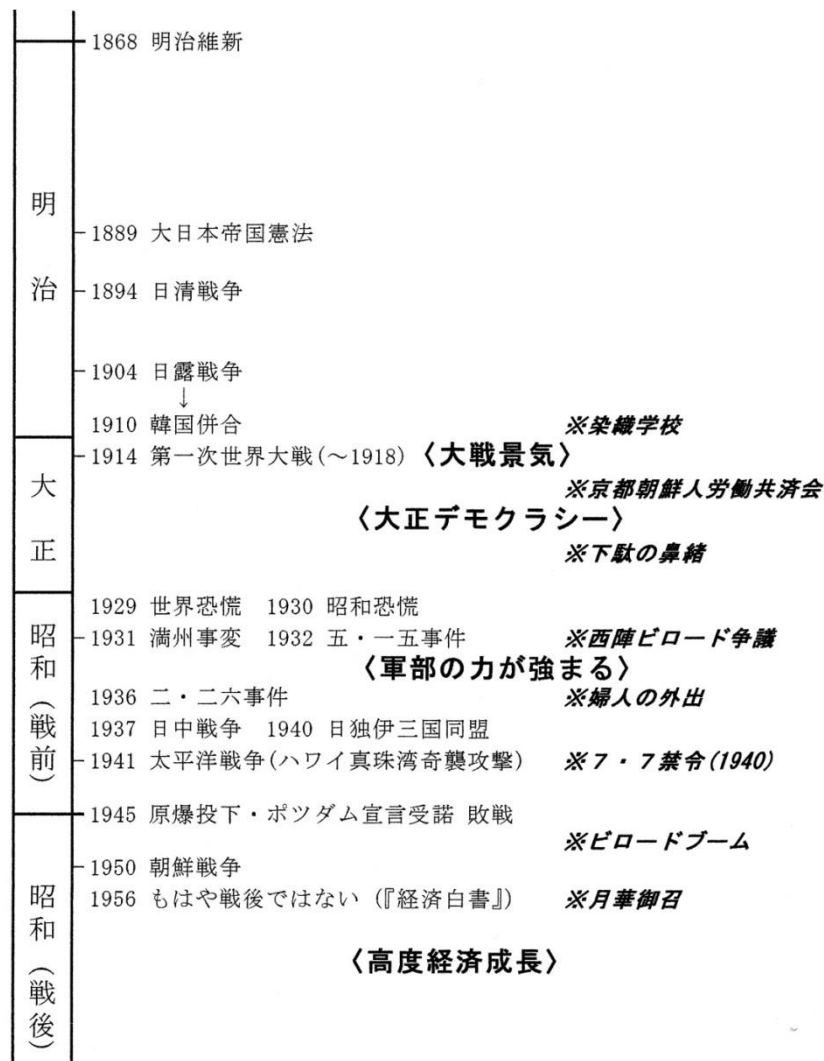 1868 明治維新
明治
1889 大日本帝国憲法
1894 日清戦争
1904 日露戦争
↓
1910 韓国併合 ※染織学校
大正
1914 第一次世界大戦(～1918)〈大戦景気〉
※京都朝鮮人労働共済会
〈大正デモクラシー〉
※下駄の鼻緒
昭和(戦前)
1929 世界恐慌 1930 昭和恐慌
1931 満州事変 1932 五・一五事件 ※西陣ビロード争議
〈軍部の力が強まる〉
1936 二・二六事件 ※婦人の外出
1937 日中戦争 1940 日独伊三国同盟
1941 太平洋戦争(ハワイ真珠湾奇襲攻撃) ※7・7禁令(1940)
昭和(戦後)
1945 原爆投下・ポツダム宣言受諾 敗戦
※ビロードブーム
1950 朝鮮戦争
1956 もはや戦後ではない(『経済白書』) ※月華御召
〈高度経済成長〉